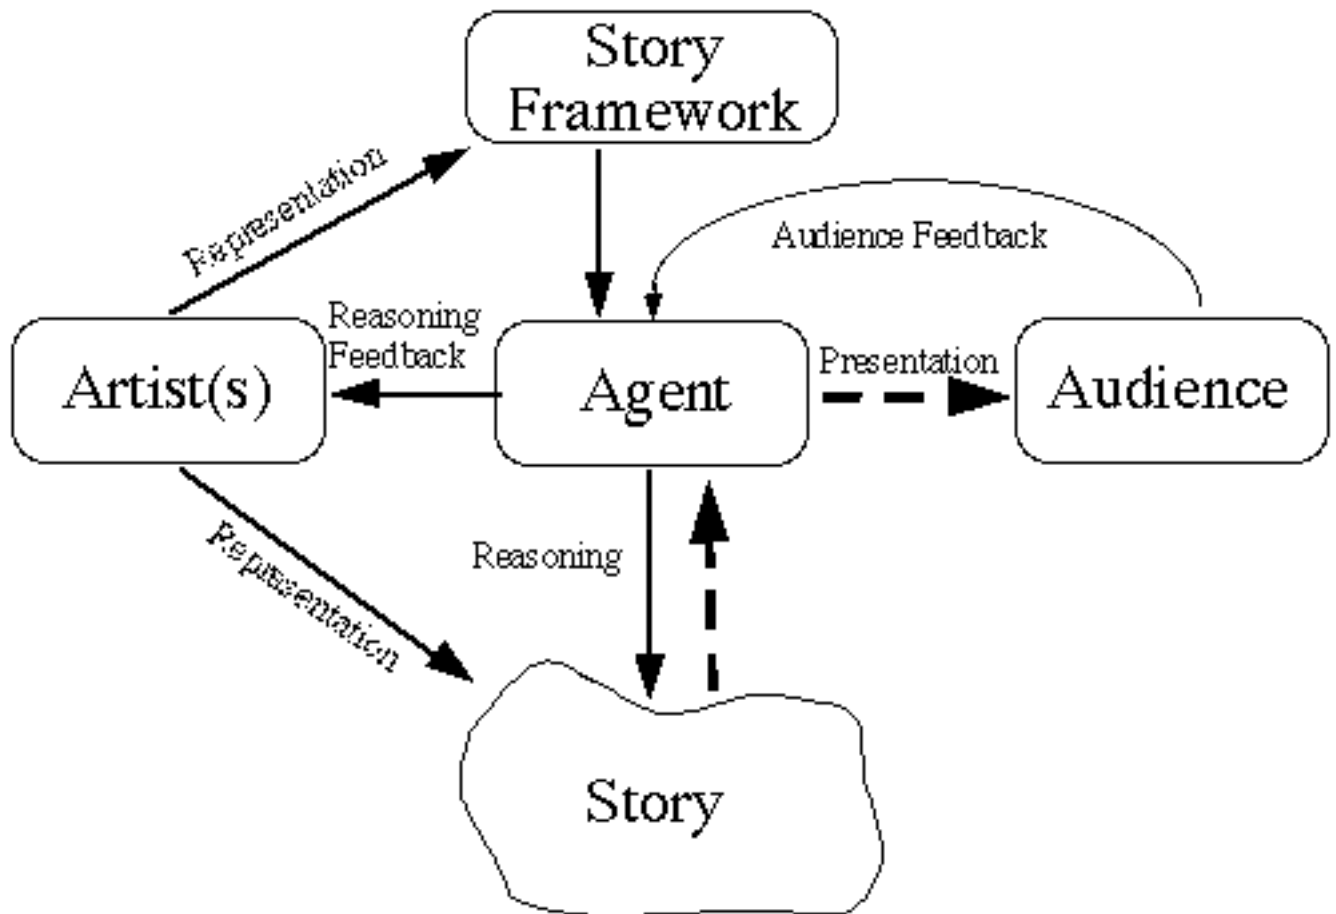 Story
Framework
Representation
Audience Feedback
Reasoning
Feedback
Presentation
Artist(s)
Agent
Audience
Representation
Reasoning
Story